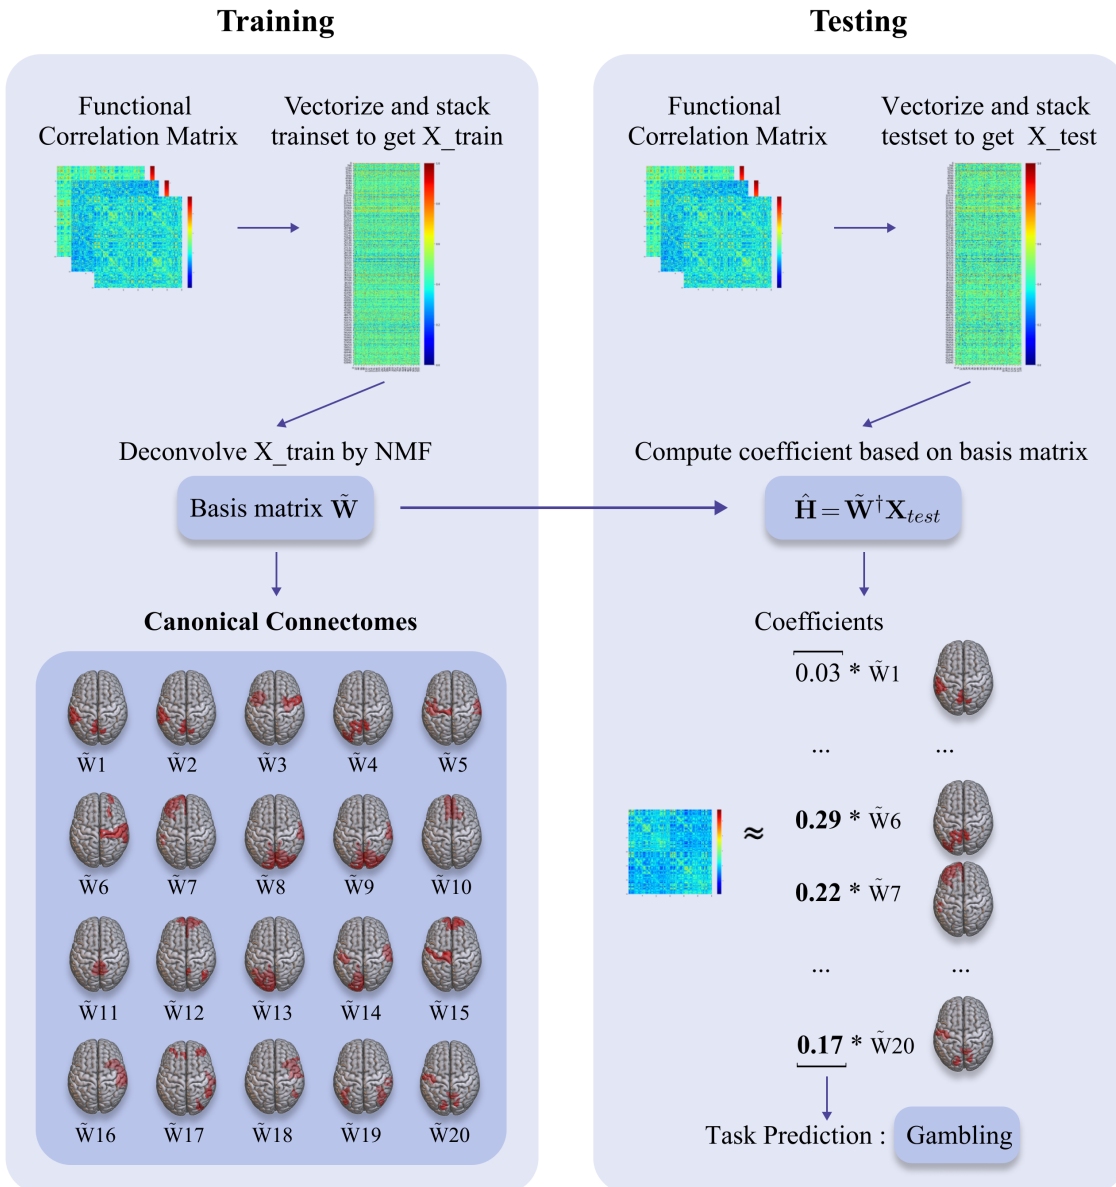 Training
Functional
Correlation Matrix
Vectorize and stack
trainset to get X_train
Deconvolve X_train by NMF
Basis matrix W̃
Canonical Connectomes
W̃1 W̃2 W̃3 W̃4 W̃5
W̃6 W̃7 W̃8 W̃9 W̃10
W̃11 W̃12 W̃13 W̃14 W̃15
W̃16 W̃17 W̃18 W̃19 W̃20
Testing
Functional
Correlation Matrix
Vectorize and stack
testset to get X_test
Compute coefficient based on basis matrix
Ĥ = W̃†X_test
Coefficients
0.03 * W̃1
... ...
≈
0.29 * W̃6
0.22 * W̃7
... ...
0.17 * W̃20
Task Prediction : Gambling